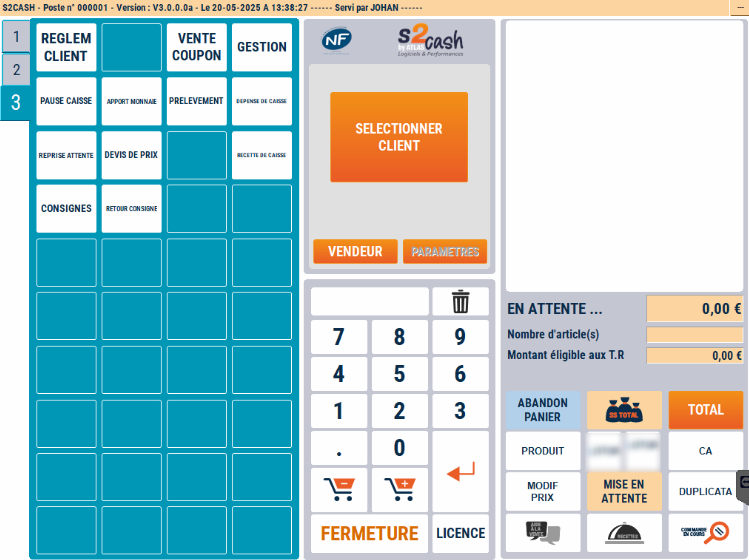 S2CASH - Poste n° 000001 - Version : V3.0.0.0a - Le 20-05-2025 A 13:38:27 ------ Servi par JOHAN ------
...
1
2
3
REGLEM
CLIENT
VENTE
COUPON
GESTION
PAUSE CAISSE
APPORT MONNAIE
PRELEVEMENT
DEPENSE DE CAISSE
REPRISE ATTENTE
DEVIS DE PRIX
RECETTE DE CAISSE
CONSIGNES
RETOUR CONSIGNE
NF
S2cash
by ATLAS
Logiciels & Performances
SELECTIONNER
CLIENT
VENDEUR
PARAMETRES
7 8 9
4 5 6
1 2 3
. 0
FERMETURE
LICENCE
EN ATTENTE ...
0,00 €
Nombre d'article(s)
Montant éligible aux T.R
0,00 €
ABANDON
PANIER
SS TOTAL
TOTAL
PRODUIT
CA
MODIF
PRIX
MISE EN
ATTENTE
DUPLICATA
AIDE
A LA
VENTE
RECETTES
COMMANDE
EN COURS